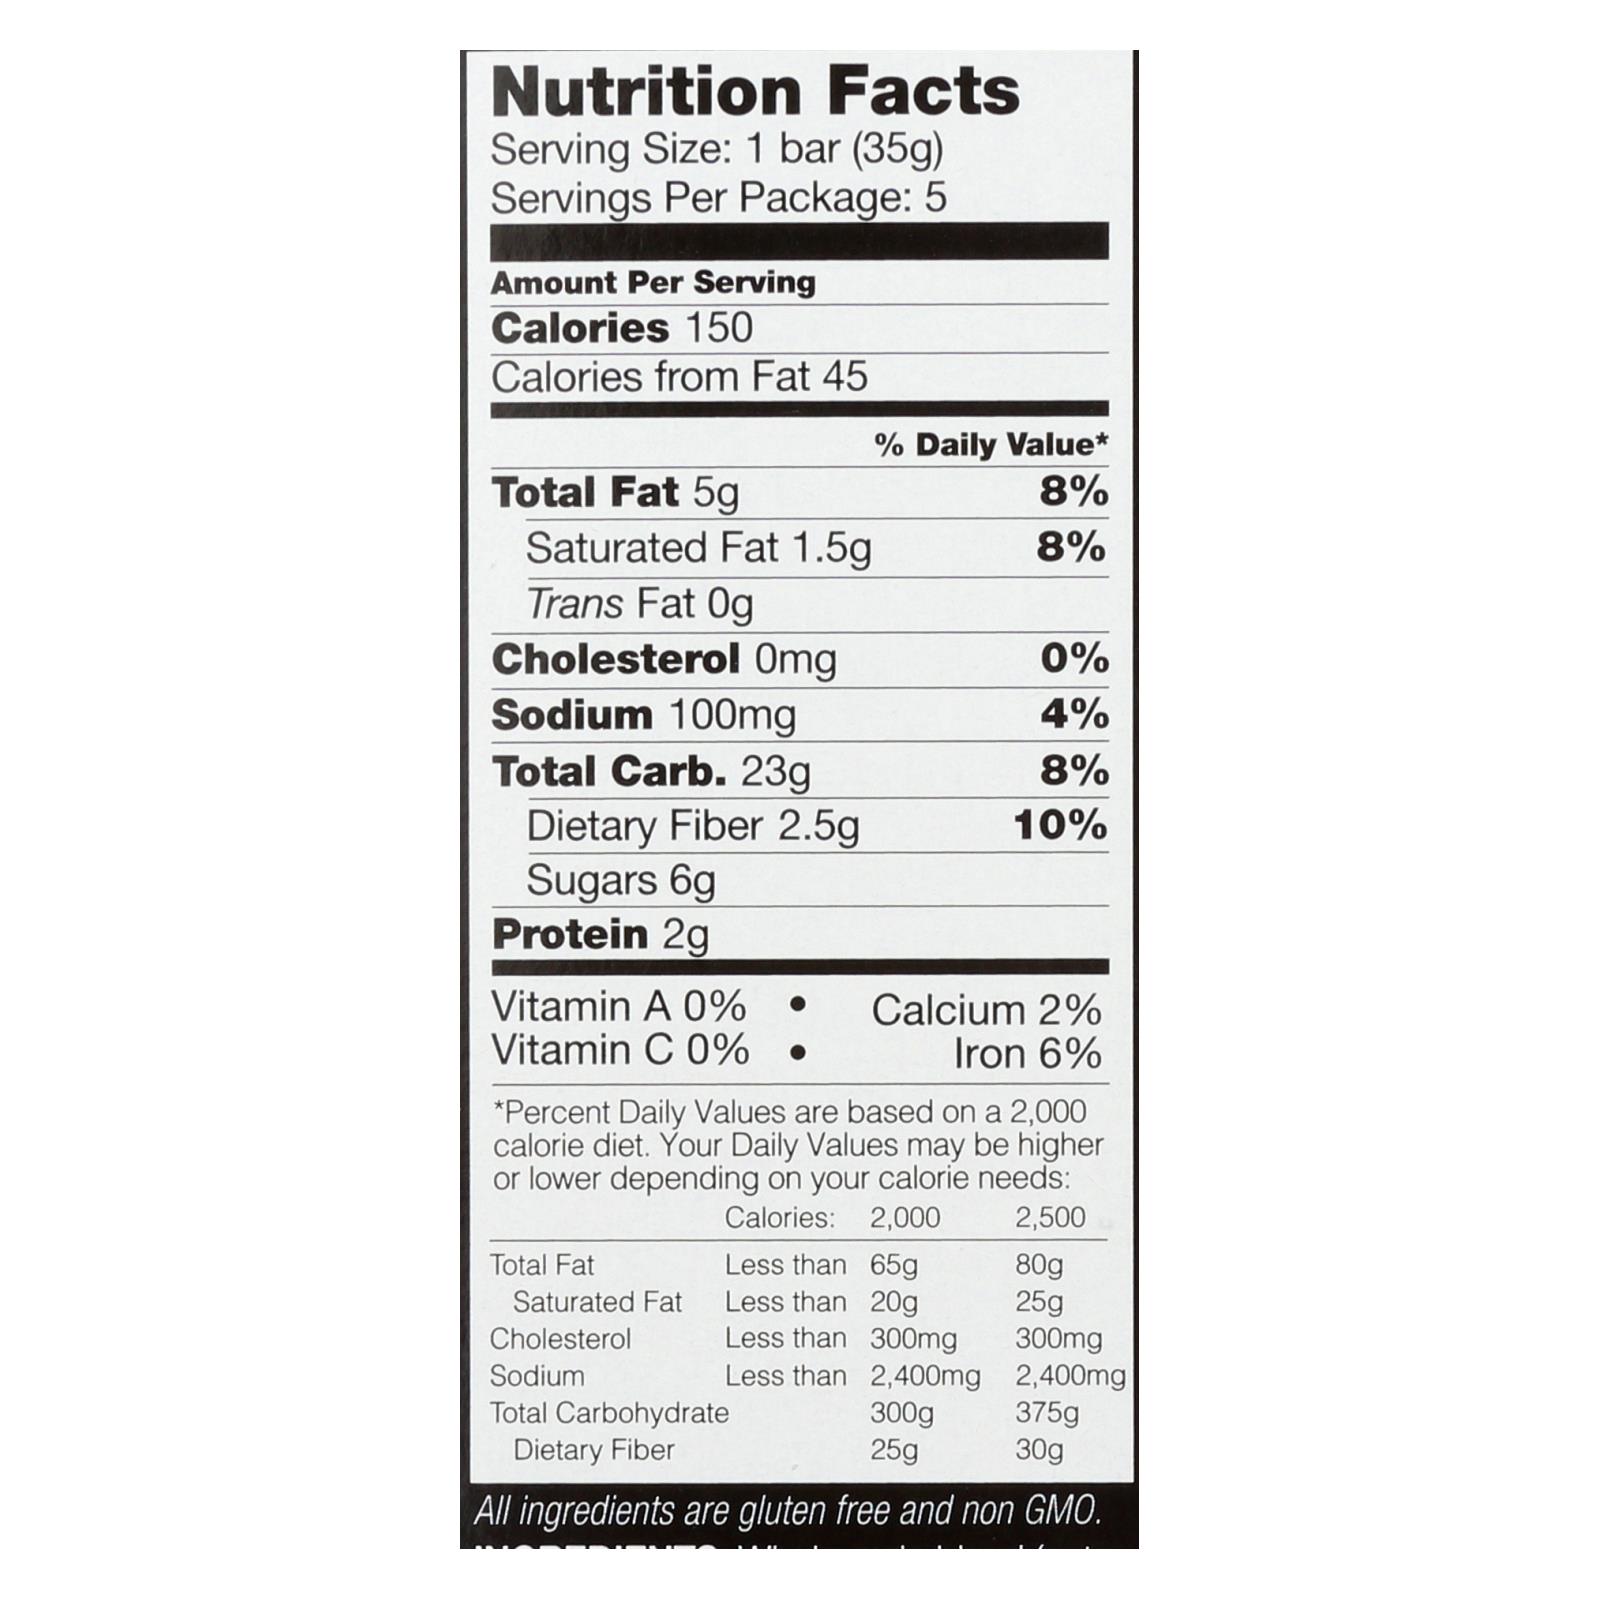 Nutrition Facts
Serving Size: 1 bar (35g)
Servings Per Package: 5
Amount Per Serving
Calories 150
Calories from Fat 45
% Daily Value*
Total Fat 5g 8%
Saturated Fat 1.5g 8%
Trans Fat 0g
Cholesterol 0mg 0%
Sodium 100mg 4%
Total Carb. 23g 8%
Dietary Fiber 2.5g 10%
Sugars 6g
Protein 2g
Vitamin A 0% • Calcium 2%
Vitamin C 0% • Iron 6%
*Percent Daily Values are based on a 2,000
calorie diet. Your Daily Values may be higher
or lower depending on your calorie needs:
Calories: 2,000 2,500
Total Fat Less than 65g 80g
Saturated Fat Less than 20g 25g
Cholesterol Less than 300mg 300mg
Sodium Less than 2,400mg 2,400mg
Total Carbohydrate 300g 375g
Dietary Fiber 25g 30g
All ingredients are gluten free and non GMO.